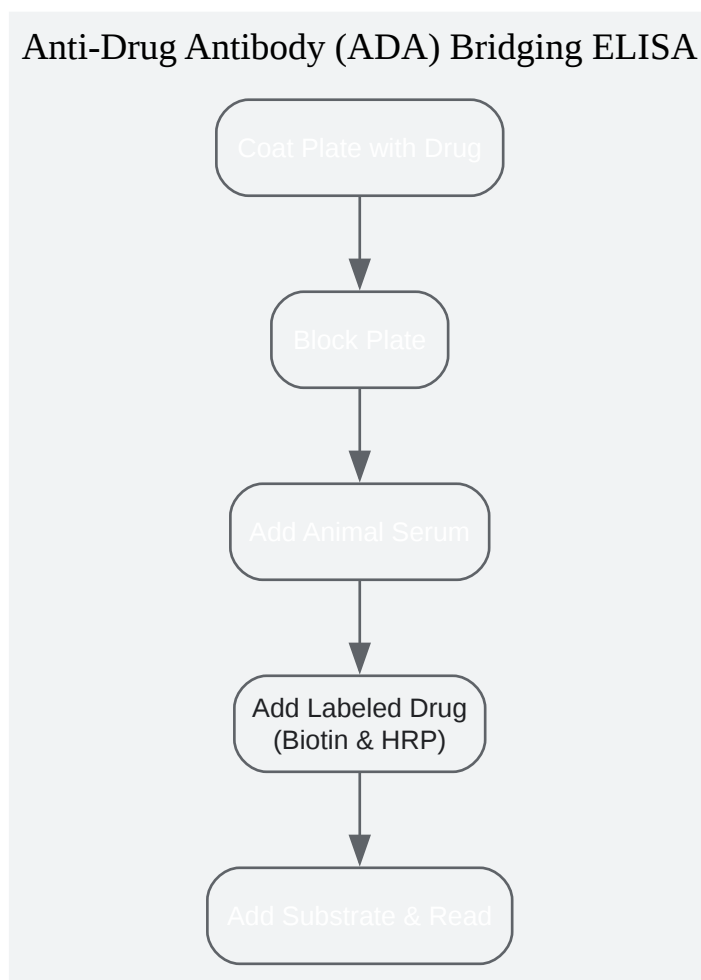 Anti-Drug Antibody (ADA) Bridging ELISA
Coat Plate with Drug
Block Plate
Add Animal Serum
Add Labeled Drug
(Biotin & HRP)
Add Substrate & Read